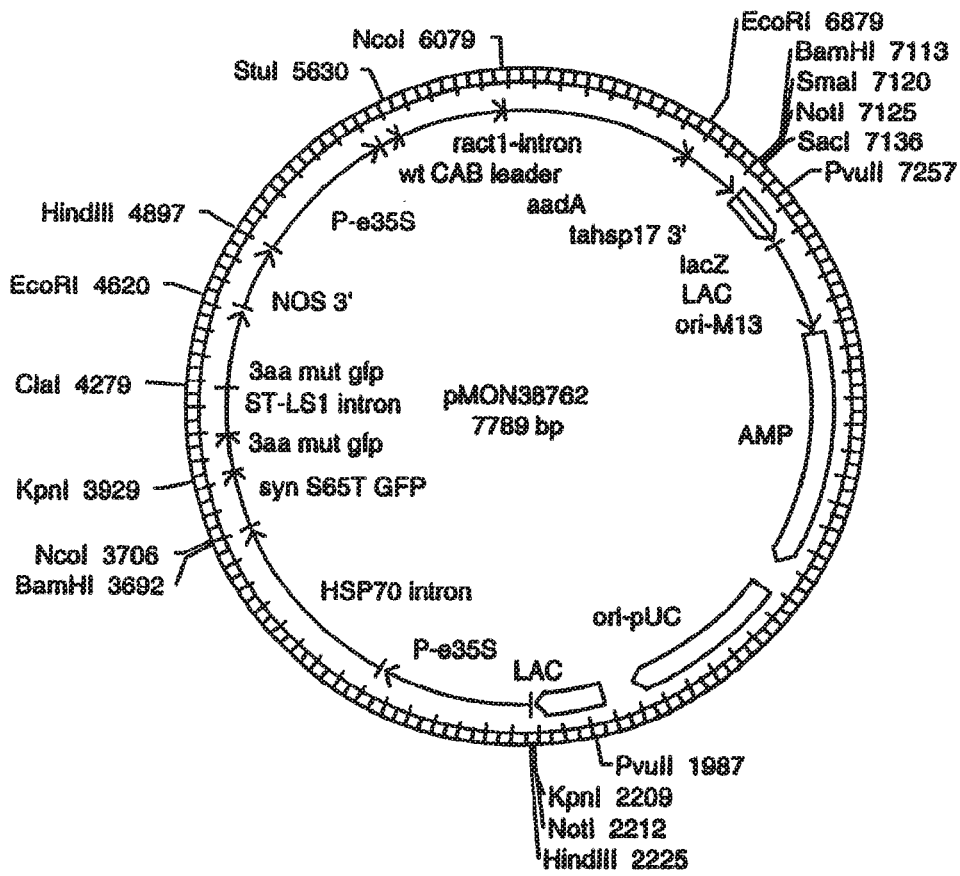 NcoI 6079
StuI 5630
HindIII 4897
EcoRI 4620
ClaI 4279
KpnI 3929
NcoI 3706
BamHI 3692
EcoRI 6879
BamHI 7113
SmaI 7120
NotI 7125
SacI 7136
PvuII 7257
ract1-intron
wt CAB leader
aadA
tahsp17 3'
lacZ
LAC
ori-M13
P-e35S
NOS 3'
3aa mut gfp
ST-LS1 intron
3aa mut gfp
syn S65T GFP
pMON38762
7789 bp
AMP
HSP70 intron
P-e35S
LAC
ori-pUC
PvuII 1987
KpnI 2209
NotI 2212
HindIII 2225